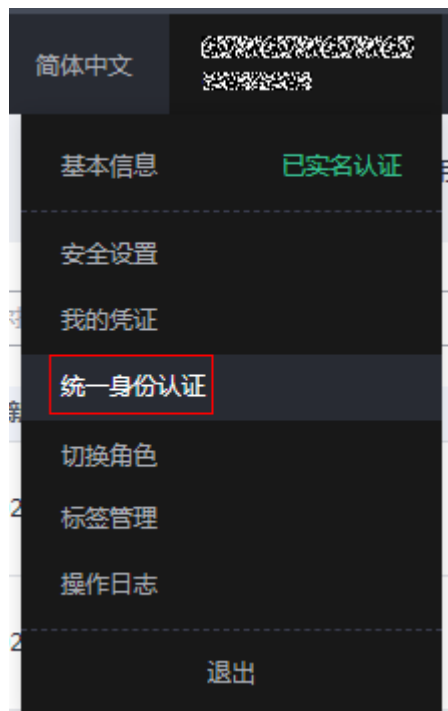 简体中文
基本信息 已实名认证
安全设置
我的凭证
统一身份认证
切换角色
标签管理
操作日志
退出
2
2